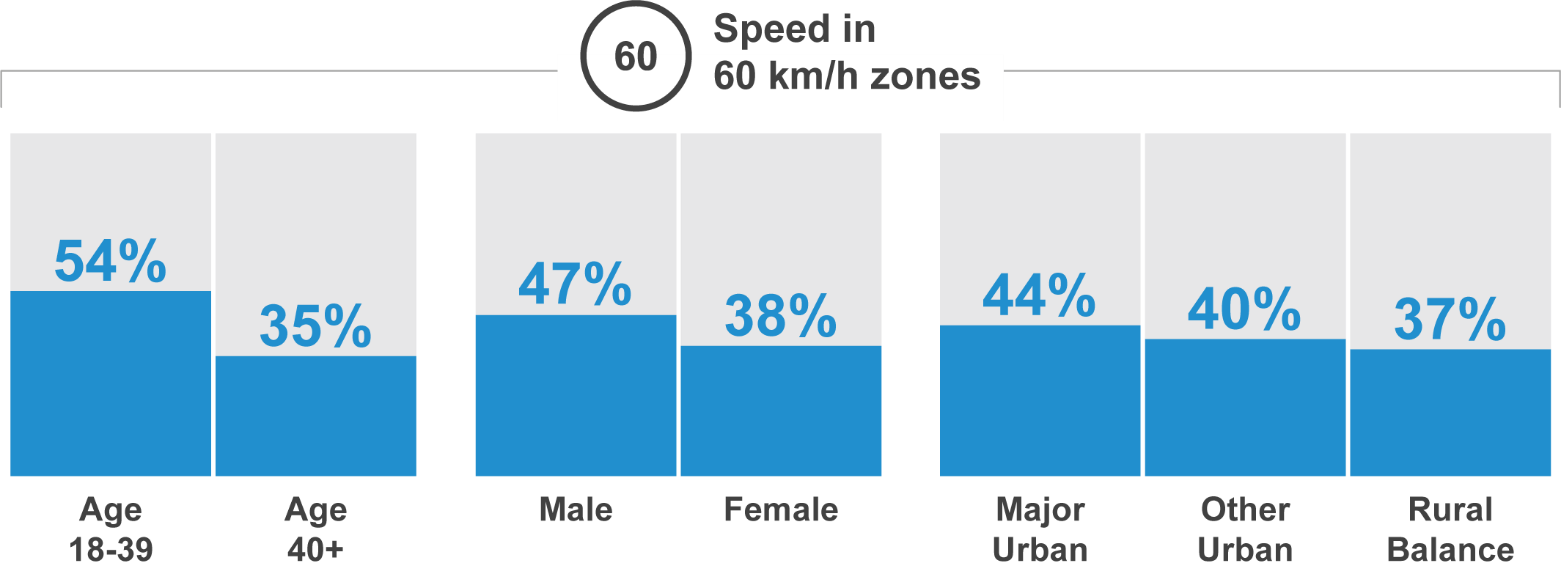 60
Speed in
60 km/h zones
54%
35%
47%
38%
44%
40%
37%
Age
18-39
Age
40+
Male
Female
Major
Urban
Other
Urban
Rural
Balance